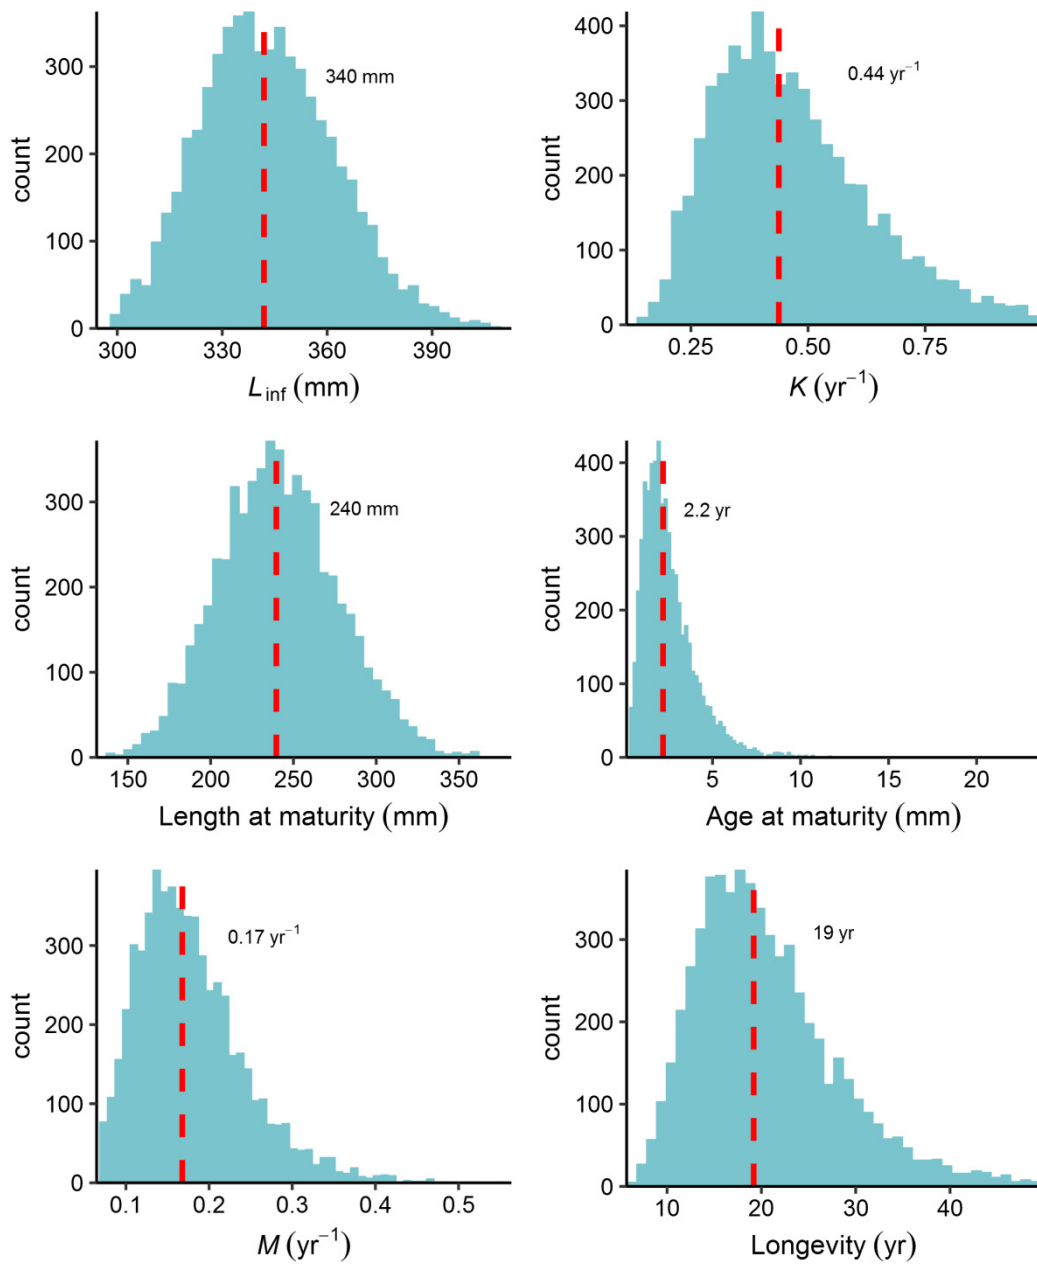 count
300
200
100
0
340 mm
300
330
360
390
L inf (mm)
count
400
300
200
100
0
0.44 yr⁻¹
0.25
0.50
0.75
K (yr⁻¹)
count
300
200
100
0
240 mm
150
200
250
300
350
Length at maturity (mm)
count
400
300
200
100
0
2.2 yr
5
10
15
20
Age at maturity (mm)
count
300
200
100
0
0.17 yr⁻¹
0.1
0.2
0.3
0.4
0.5
M (yr⁻¹)
count
300
200
100
0
19 yr
10
20
30
40
Longevity (yr)